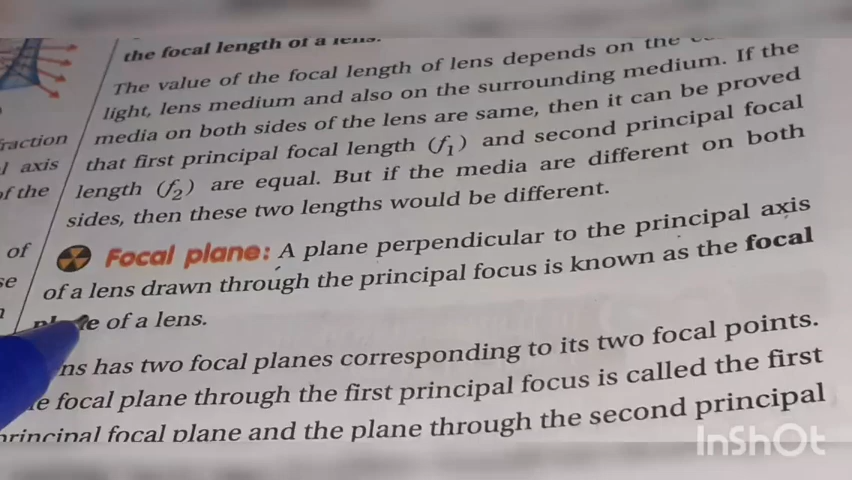 the focal length of a lens.
The value of the focal length of lens depends on the
light, lens medium and also on the surrounding medium. If the
media on both sides of the lens are same, then it can be proved
that first principal focal length (f₁) and second principal focal
length (f₂) are equal. But if the media are different on both
sides, then these two lengths would be different.
Focal plane: A plane perpendicular to the principal axis
of a lens drawn through the principal focus is known as the focal
of a lens.
has two focal planes corresponding to its two focal points.
focal plane through the first principal focus is called the first
principal focal plane and the plane through the second principal
raction
axis
of the
of
InShOt